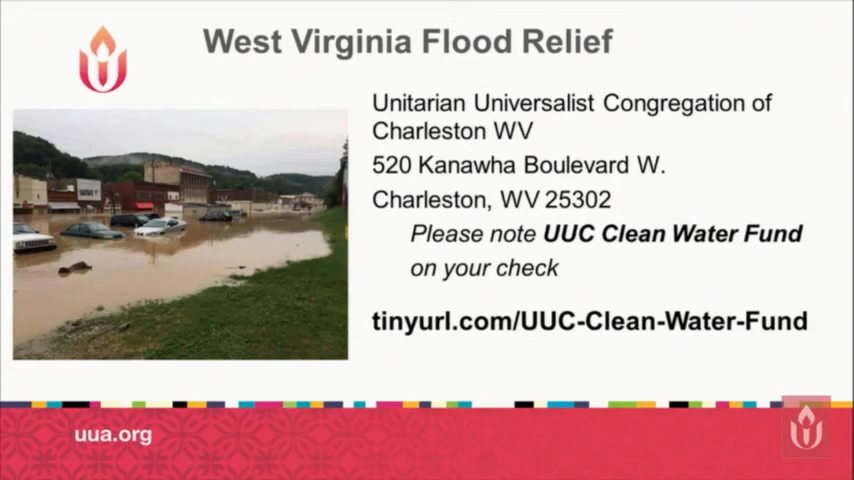 West Virginia Flood Relief
Unitarian Universalist Congregation of
Charleston WV
520 Kanawha Boulevard W.
Charleston, WV 25302
Please note UUC Clean Water Fund
on your check
tinyurl.com/UUC-Clean-Water-Fund
uua.org